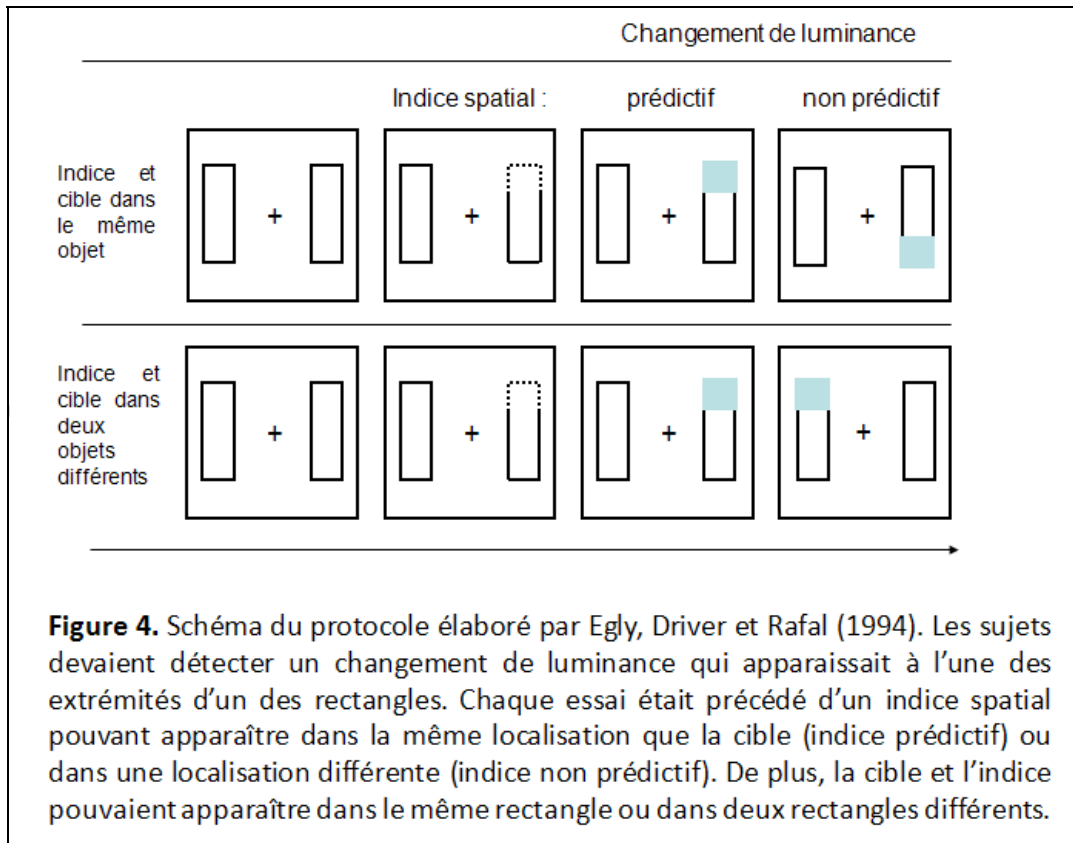 Changement de luminance
Indice spatial : prédictif non prédictif
Indice et
cible dans
le même
objet
+ + + +
Indice et
cible dans
deux
objets
différents
+ + + +
Figure 4. Schéma du protocole élaboré par Egly, Driver et Rafal (1994). Les sujets
devaient détecter un changement de luminance qui apparaissait à l’une des
extrémités d’un des rectangles. Chaque essai était précédé d’un indice spatial
pouvant apparaître dans la même localisation que la cible (indice prédictif) ou
dans une localisation différente (indice non prédictif). De plus, la cible et l’indice
pouvaient apparaître dans le même rectangle ou dans deux rectangles différents.